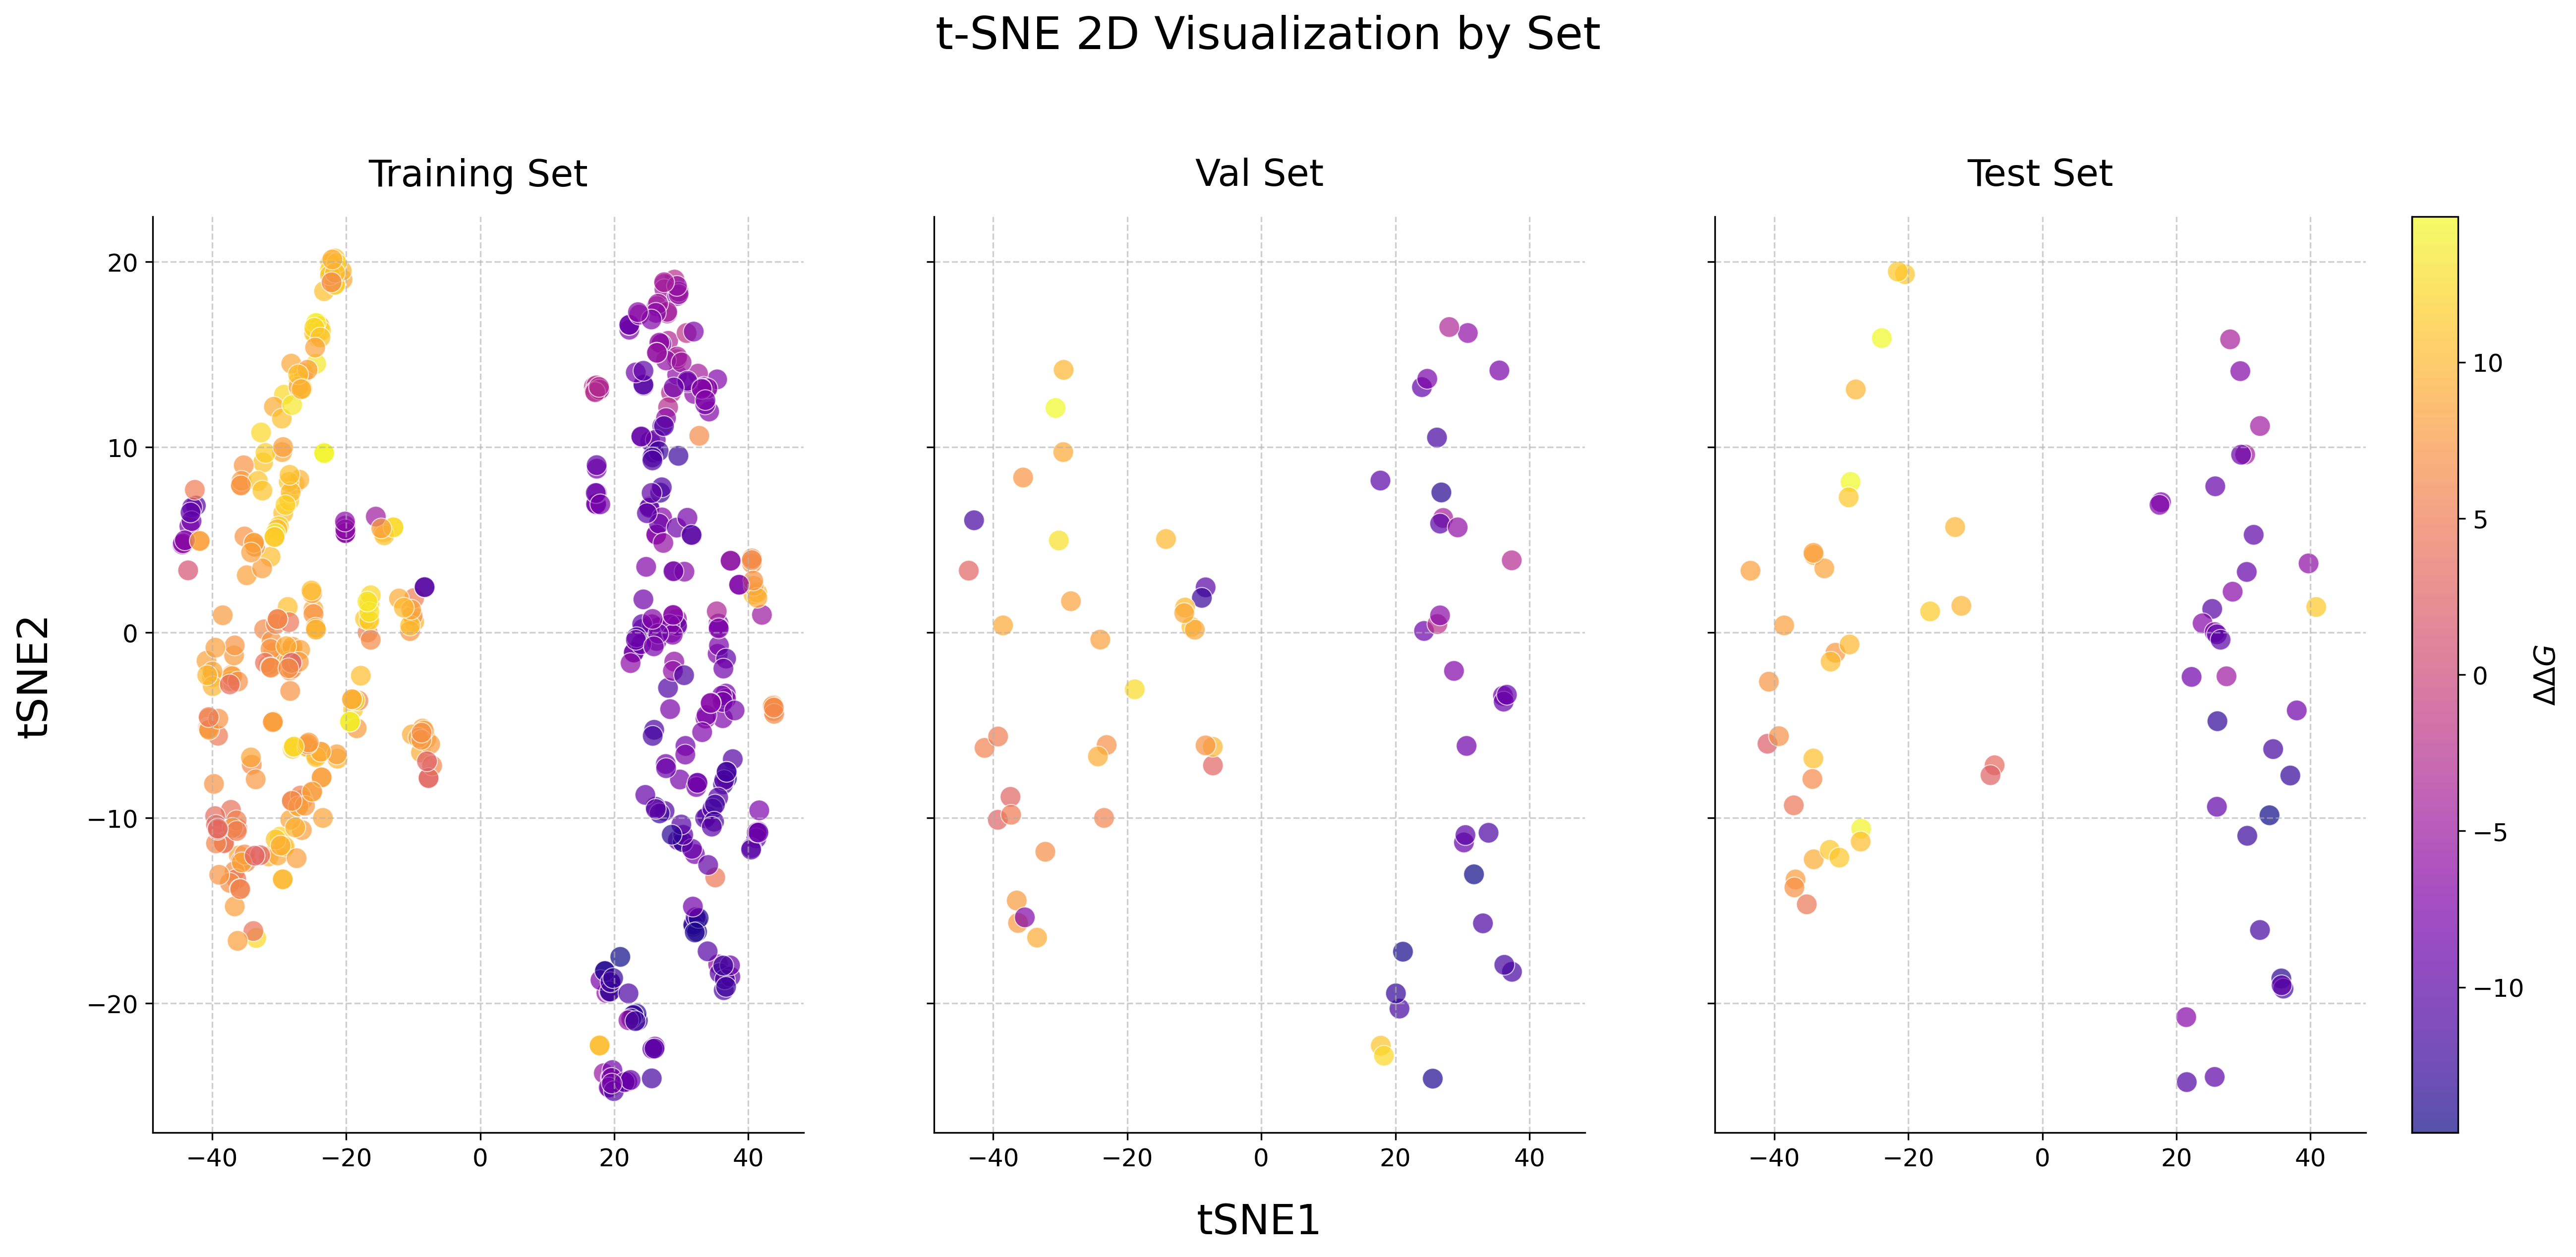 t-SNE 2D Visualization by Set
Training Set
Val Set
Test Set
tSNE2
20
10
0
−10
−20
−40 −20 0 20 40
−40 −20 0 20 40
−40 −20 0 20 40
10
5
0
−5
−10
ΔΔG
tSNE1